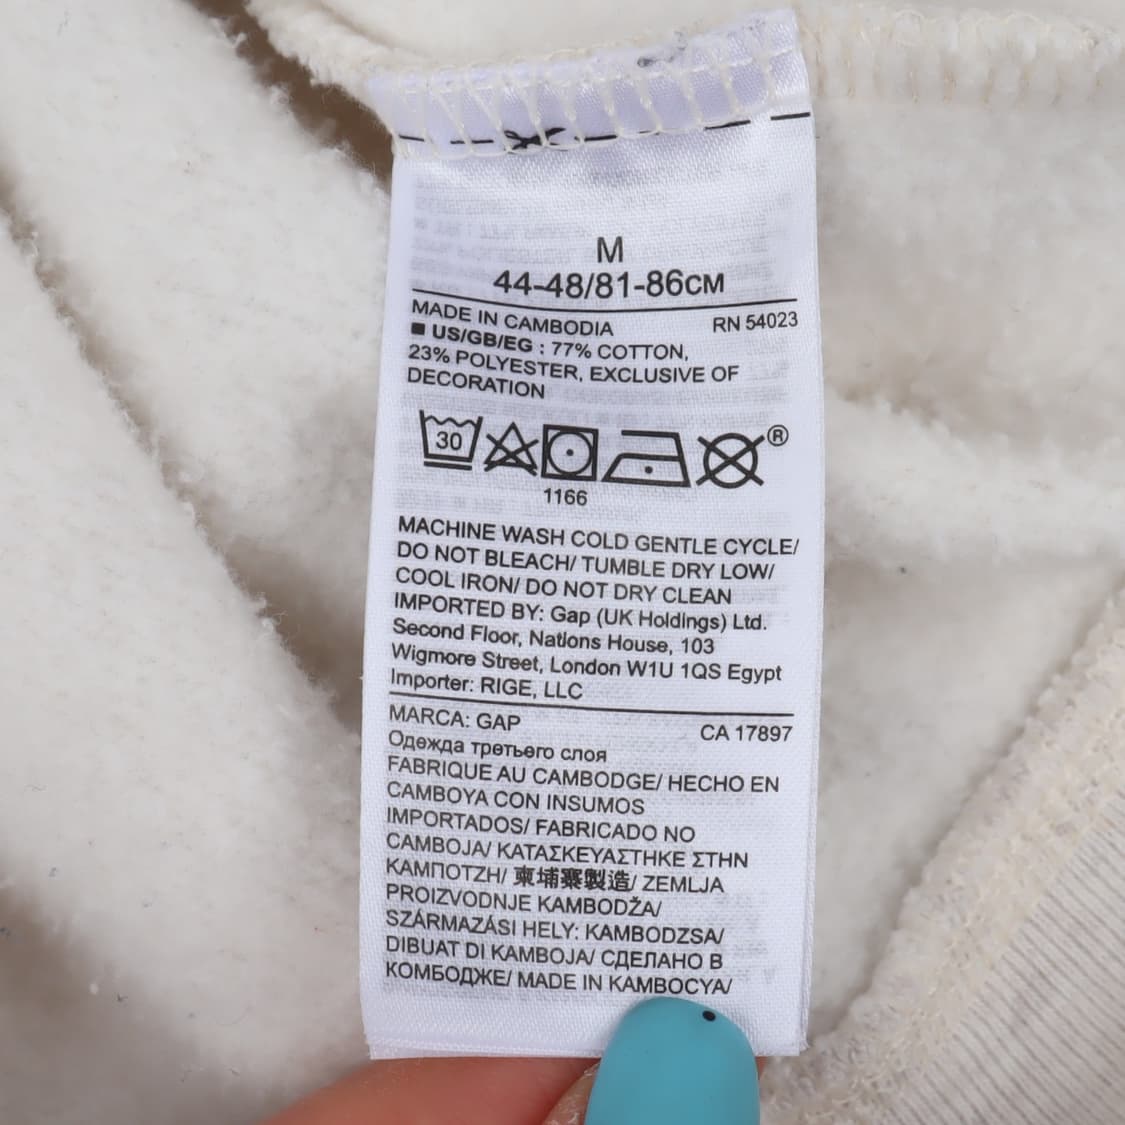 M
44-48/81-86CM
MADE IN CAMBODIA
RN 54023
■ US/GB/EG : 77% COTTON,
23% POLYESTER, EXCLUSIVE OF
DECORATION
30
®
1166
MACHINE WASH COLD GENTLE CYCLE/
DO NOT BLEACH/ TUMBLE DRY LOW/
COOL IRON/ DO NOT DRY CLEAN
IMPORTED BY: Gap (UK Holdings) Ltd.
Second Floor, Nations House, 103
Wigmore Street, London W1U 1QS Egypt
Importer: RIGE, LLC
MARCA: GAP
CA 17897
Одежда третьего слоя
FABRIQUE AU CAMBODGE/ HECHO EN
CAMBOYA CON INSUMOS
IMPORTADOS/ FABRICADO NO
CAMBOJA/ ΚΑΤΑΣΚΕΥΑΣΤΗΚΕ ΣΤΗΝ
ΚΑΜΠΟΤΖΗ/ 柬埔寨製造/ ZEMLJA
PROIZVODNJE KAMBODŽA/
SZÁRMAZÁSI HELY: KAMBODZSA/
DIBUAT DI KAMBOJA/ СДЕЛАНО В
КОМБОДЖЕ/ MADE IN KAMBOCYA/